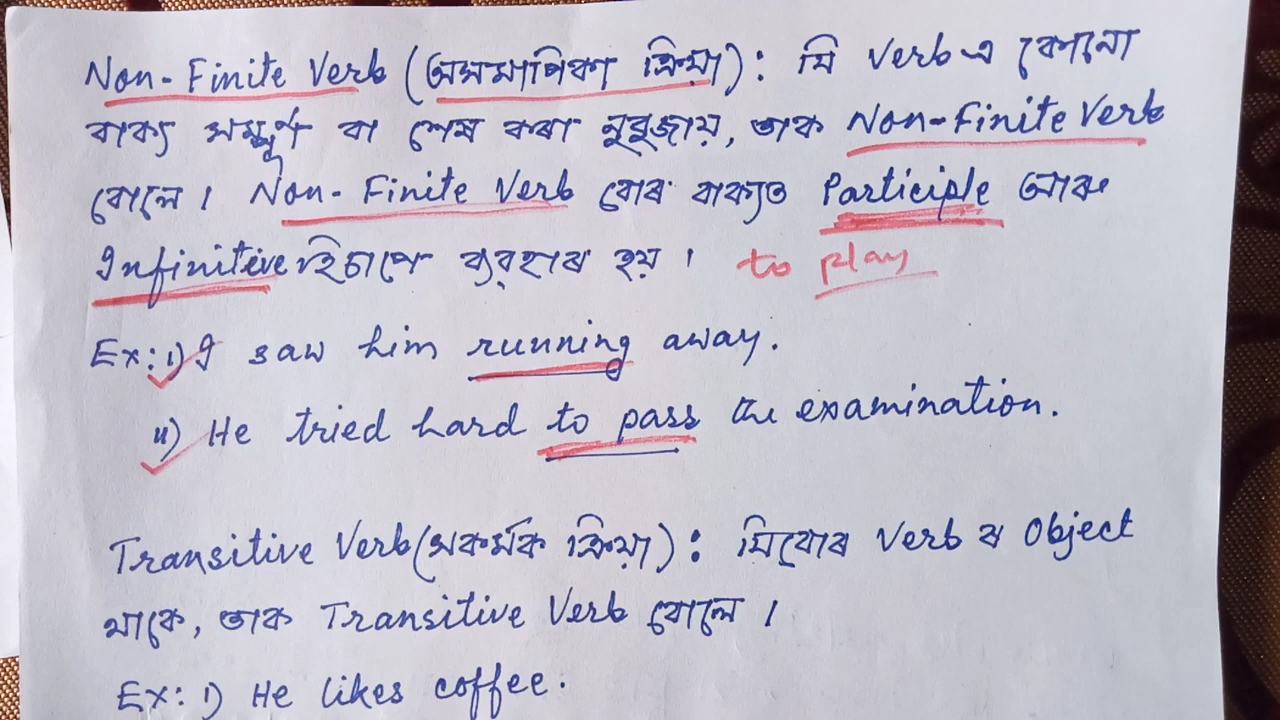 Non-Finite Verb (অসমাপিকা ক্ৰিয়া) : যি Verb এ কোনো
বাক্য সম্পূৰ্ণ বা শেষ কৰা নুবুজায়, তাক Non-Finite Verb
বোলে। Non-Finite Verb বোৰ বাক্যত Participle আৰু
Infinitive হিচাপে ব্যৱহাৰ হয়। to play
Ex: i) I saw him running away.
ii) He tried hard to pass the examination.
Transitive Verb (সকৰ্মক ক্ৰিয়া) : যিবোৰ Verb ৰ Object
থাকে, তাক Transitive Verb বোলে।
Ex: i) He likes coffee.